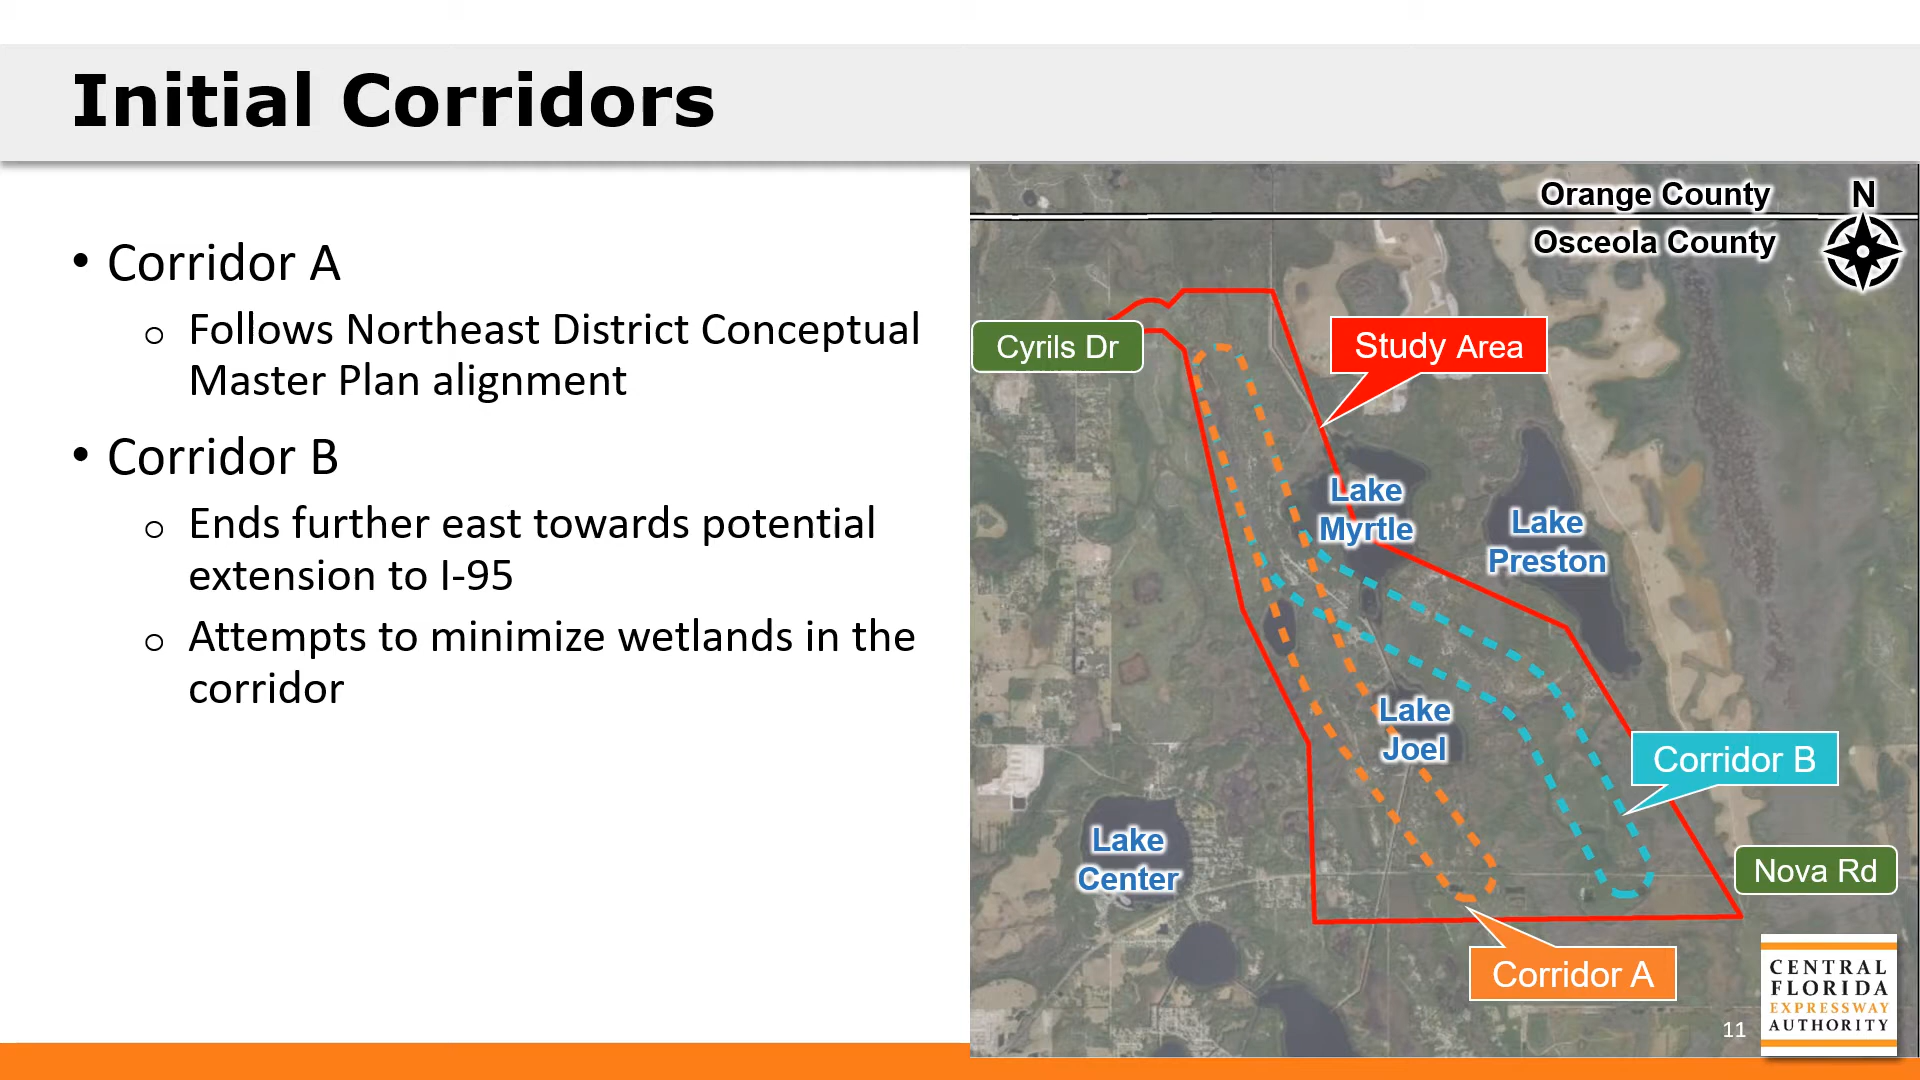 Initial Corridors
• Corridor A
o Follows Northeast District Conceptual
Master Plan alignment
• Corridor B
o Ends further east towards potential
extension to I-95
o Attempts to minimize wetlands in the
corridor
Orange County
N
Osceola County
Cyrils Dr
Study Area
Lake
Myrtle
Lake
Preston
Lake
Joel
Corridor B
Lake
Center
Nova Rd
Corridor A
CENTRAL
FLORIDA
EXPRESSWAY
AUTHORITY
11